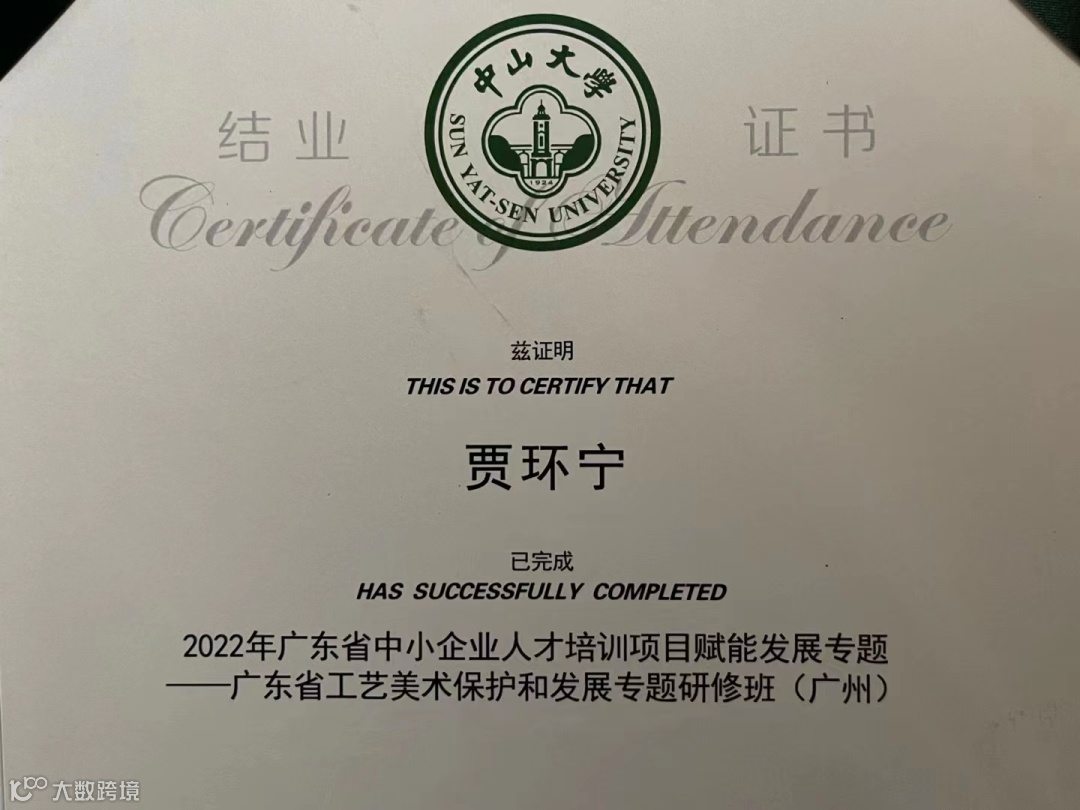 中山大學
SUN YAT-SEN UNIVERSITY
1924
结业 证书
Certificate of Attendance
兹证明
THIS IS TO CERTIFY THAT
贾环宁
已完成
HAS SUCCESSFULLY COMPLETED
2022年广东省中小企业人才培训项目赋能发展专题
——广东省工艺美术保护和发展专题研修班（广州）
大数跨境